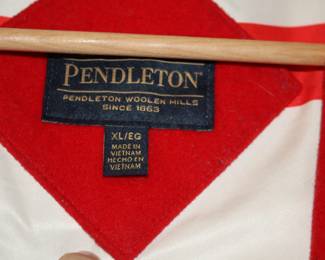 PENDLETON
PENDLETON WOOLEN MILLS
SINCE 1863
XL/EG
MADE IN
VIETNAM
HECHO EN
VIETNAM